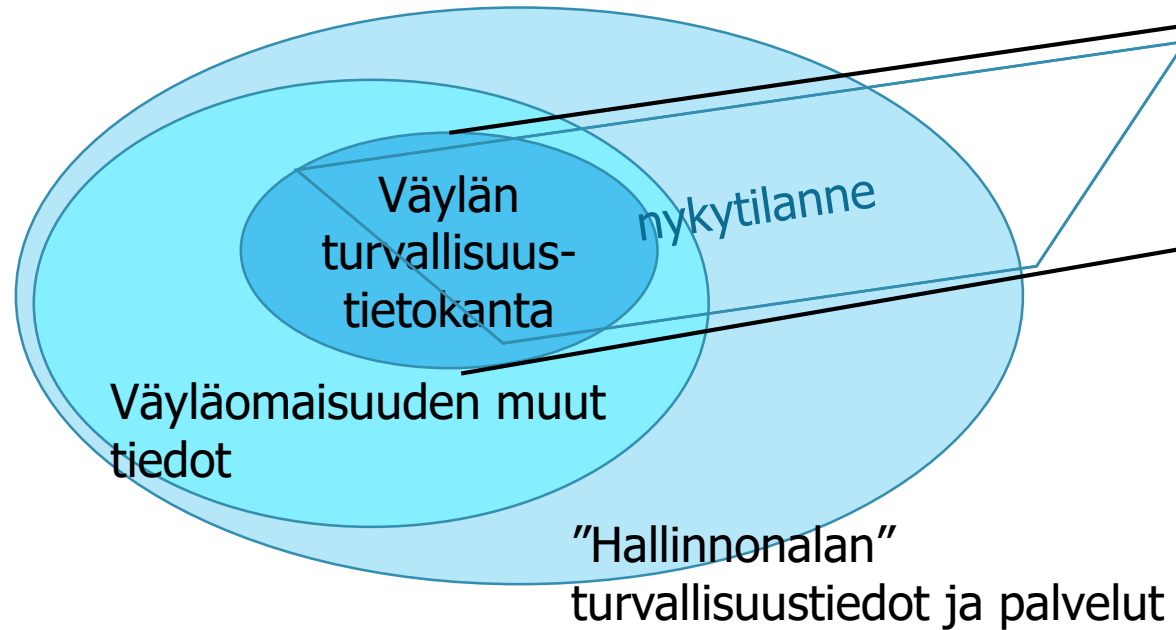 Väylän
turvallisuus-
tietokanta
nykytilanne
Väyläomaisuuden muut
tiedot
”Hallinnonalan”
turvallisuustiedot ja palvelut